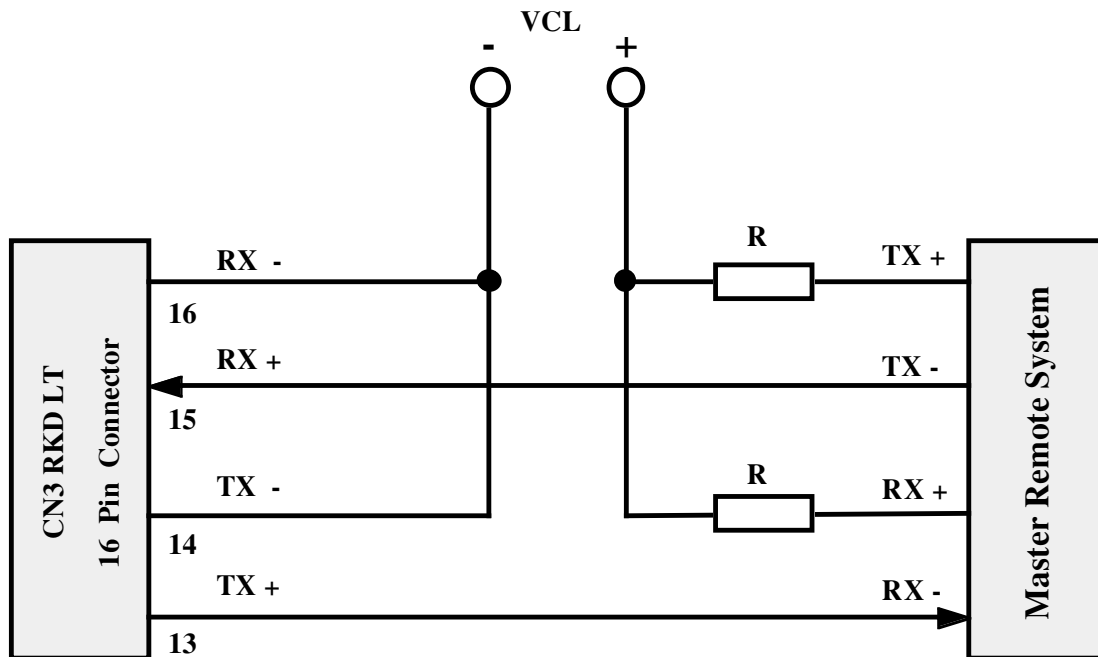 VCL
- +
R
RX - TX +
16
RX + TX -
15
R
TX - RX +
14
TX + RX -
13
CN3 RKD LT
16 Pin Connector
Master Remote System